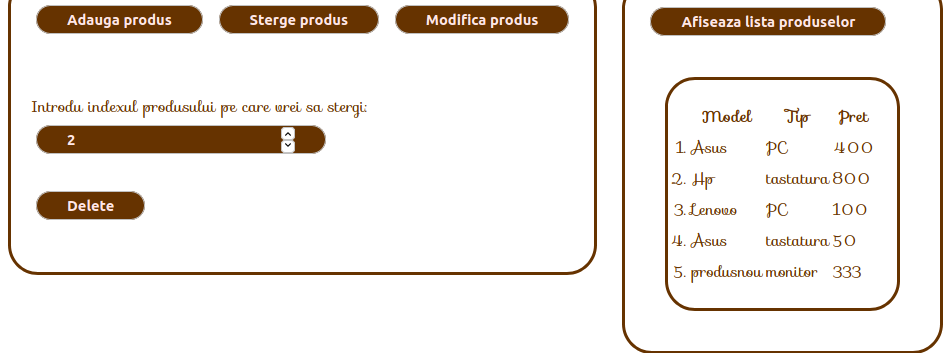 Adauga produs Sterge produs Modifica produs
Introdu indexul produsului pe care vrei sa stergi:
2
Delete
Afiseaza lista produselor
Model Tip Pret
1. Asus PC 400
2. Hp tastatura 800
3. Lenovo PC 100
4. Asus tastatura 50
5. produsnou monitor 333